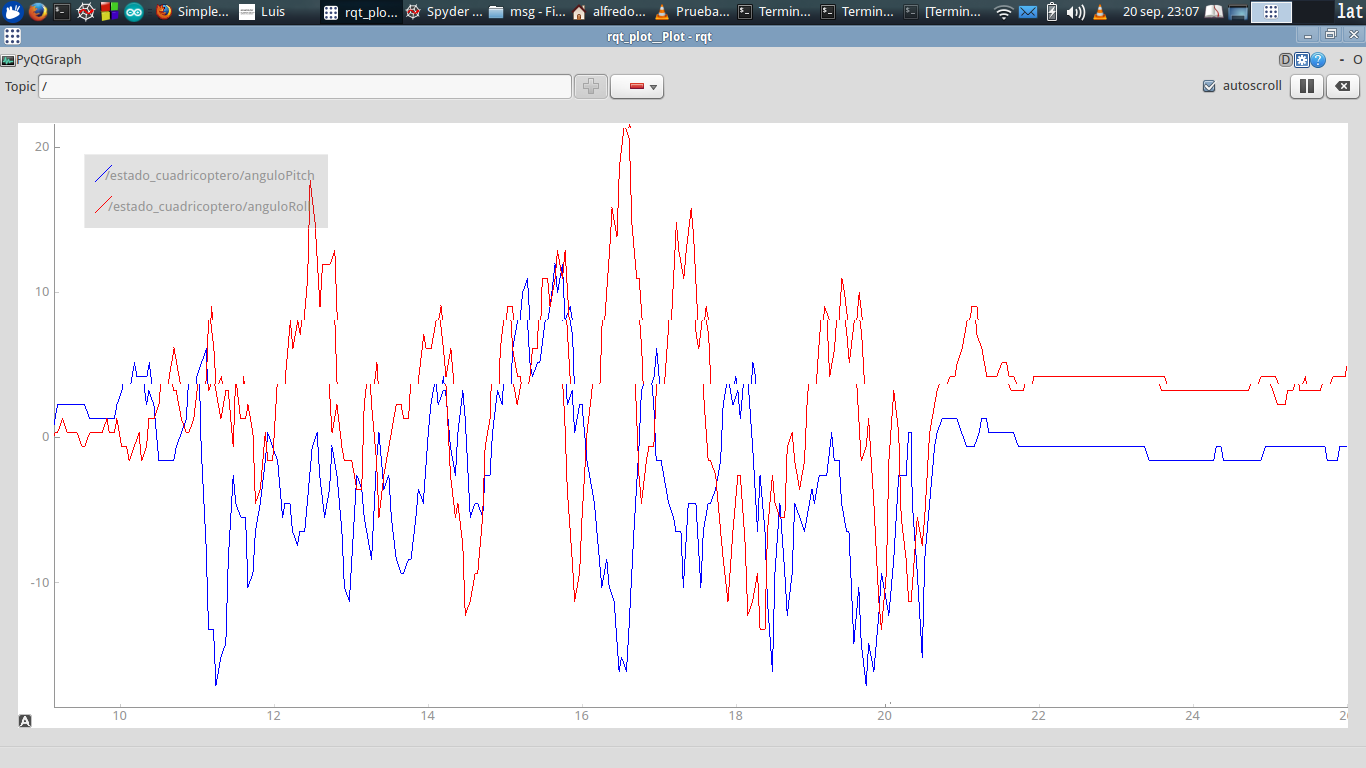 Simple... Luis rqt_plo... Spyder ... msg - Fi... alfredo... Prueba... Termin... Termin... [Termin... 20 sep, 23:07 lat
rqt_plot__Plot - rqt
PyQtGraph D ? - O
Topic / autoscroll
20
/estado_cuadricoptero/anguloPitch
/estado_cuadricoptero/anguloRoll
10
0
-10
10 12 14 16 18 20 22 24
A